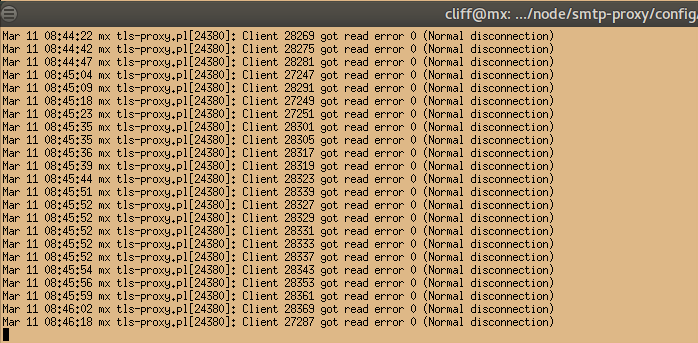 cliff@mx: .../node/smtp-proxy/config/
Mar 11 08:44:22 mx tls-proxy.pl[24380]: Client 28269 got read error 0 (Normal disconnection)
Mar 11 08:44:42 mx tls-proxy.pl[24380]: Client 28275 got read error 0 (Normal disconnection)
Mar 11 08:44:47 mx tls-proxy.pl[24380]: Client 28281 got read error 0 (Normal disconnection)
Mar 11 08:45:04 mx tls-proxy.pl[24380]: Client 27247 got read error 0 (Normal disconnection)
Mar 11 08:45:09 mx tls-proxy.pl[24380]: Client 28291 got read error 0 (Normal disconnection)
Mar 11 08:45:18 mx tls-proxy.pl[24380]: Client 27249 got read error 0 (Normal disconnection)
Mar 11 08:45:23 mx tls-proxy.pl[24380]: Client 27251 got read error 0 (Normal disconnection)
Mar 11 08:45:35 mx tls-proxy.pl[24380]: Client 28301 got read error 0 (Normal disconnection)
Mar 11 08:45:35 mx tls-proxy.pl[24380]: Client 28305 got read error 0 (Normal disconnection)
Mar 11 08:45:36 mx tls-proxy.pl[24380]: Client 28317 got read error 0 (Normal disconnection)
Mar 11 08:45:39 mx tls-proxy.pl[24380]: Client 28319 got read error 0 (Normal disconnection)
Mar 11 08:45:44 mx tls-proxy.pl[24380]: Client 28323 got read error 0 (Normal disconnection)
Mar 11 08:45:51 mx tls-proxy.pl[24380]: Client 28339 got read error 0 (Normal disconnection)
Mar 11 08:45:52 mx tls-proxy.pl[24380]: Client 28327 got read error 0 (Normal disconnection)
Mar 11 08:45:52 mx tls-proxy.pl[24380]: Client 28329 got read error 0 (Normal disconnection)
Mar 11 08:45:52 mx tls-proxy.pl[24380]: Client 28331 got read error 0 (Normal disconnection)
Mar 11 08:45:52 mx tls-proxy.pl[24380]: Client 28333 got read error 0 (Normal disconnection)
Mar 11 08:45:52 mx tls-proxy.pl[24380]: Client 28337 got read error 0 (Normal disconnection)
Mar 11 08:45:54 mx tls-proxy.pl[24380]: Client 28343 got read error 0 (Normal disconnection)
Mar 11 08:45:56 mx tls-proxy.pl[24380]: Client 28353 got read error 0 (Normal disconnection)
Mar 11 08:45:59 mx tls-proxy.pl[24380]: Client 28361 got read error 0 (Normal disconnection)
Mar 11 08:46:02 mx tls-proxy.pl[24380]: Client 28369 got read error 0 (Normal disconnection)
Mar 11 08:46:18 mx tls-proxy.pl[24380]: Client 27287 got read error 0 (Normal disconnection)